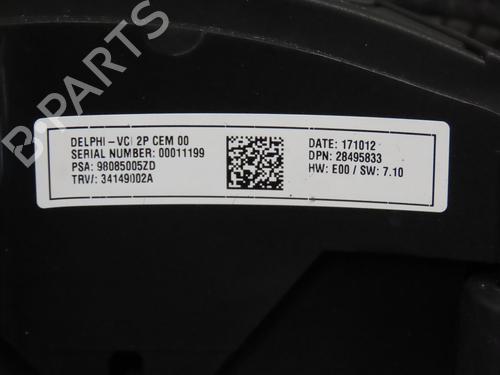 DELPHI - VCI 2P CEM 00
SERIAL NUMBER: 00011199
PSA: 98085005ZD
TRV/: 34149002A
DATE: 171012
DPN: 28495833
HW: E00 / SW: 7.10
B-PARTS